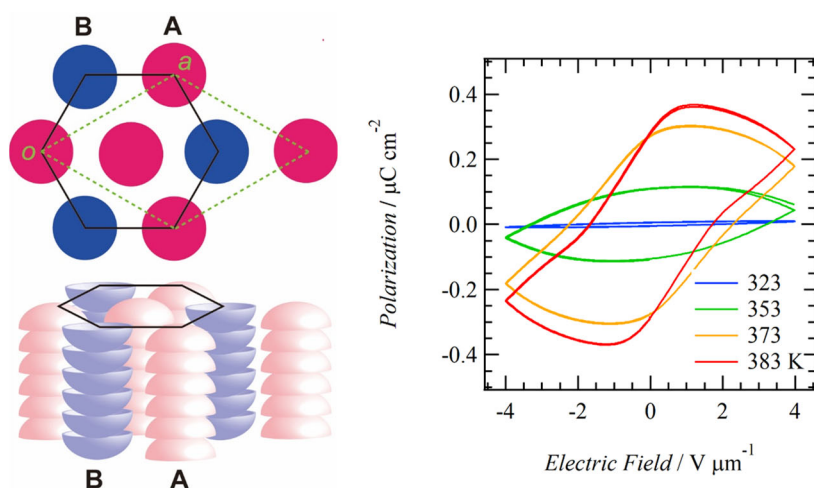 B A
a
o
B A
Polarization / μC cm⁻²
0.4
0.2
0.0
-0.2
-0.4
323
353
373
383 K
-4 -2 0 2 4
Electric Field / V μm⁻¹